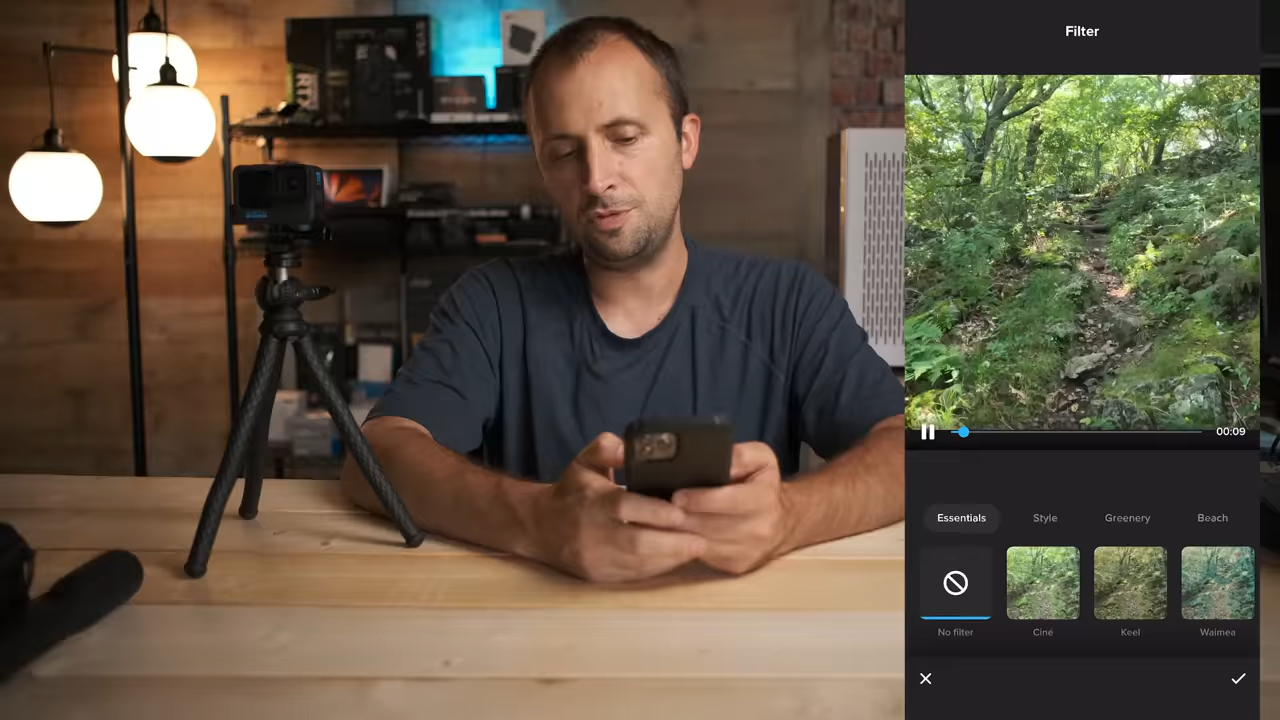 Filter
00:09
Essentials
Style
Greenery
Beach
No filter
Ciné
Keel
Waimea